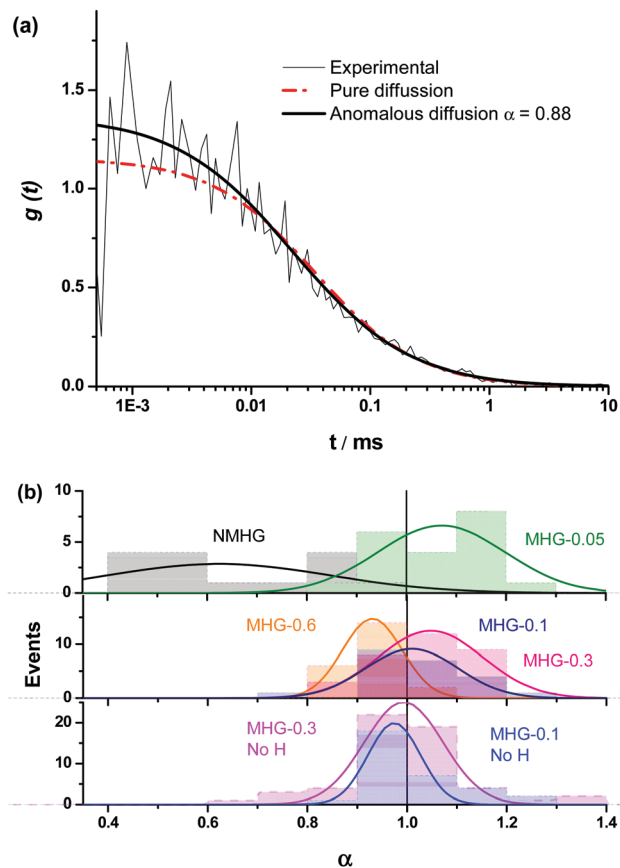 (a)
Experimental
Pure diffussion
Anomalous diffusion α = 0.88
g (t)
1.5
1.0
0.5
0.0
1E-3 0.01 0.1 1 10
t / ms
(b)
10
5
0
NMHG
MHG-0.05
10
0
MHG-0.6
MHG-0.1
MHG-0.3
20
10
0
MHG-0.3
No H
MHG-0.1
No H
Events
0.4 0.6 0.8 1.0 1.2 1.4
α